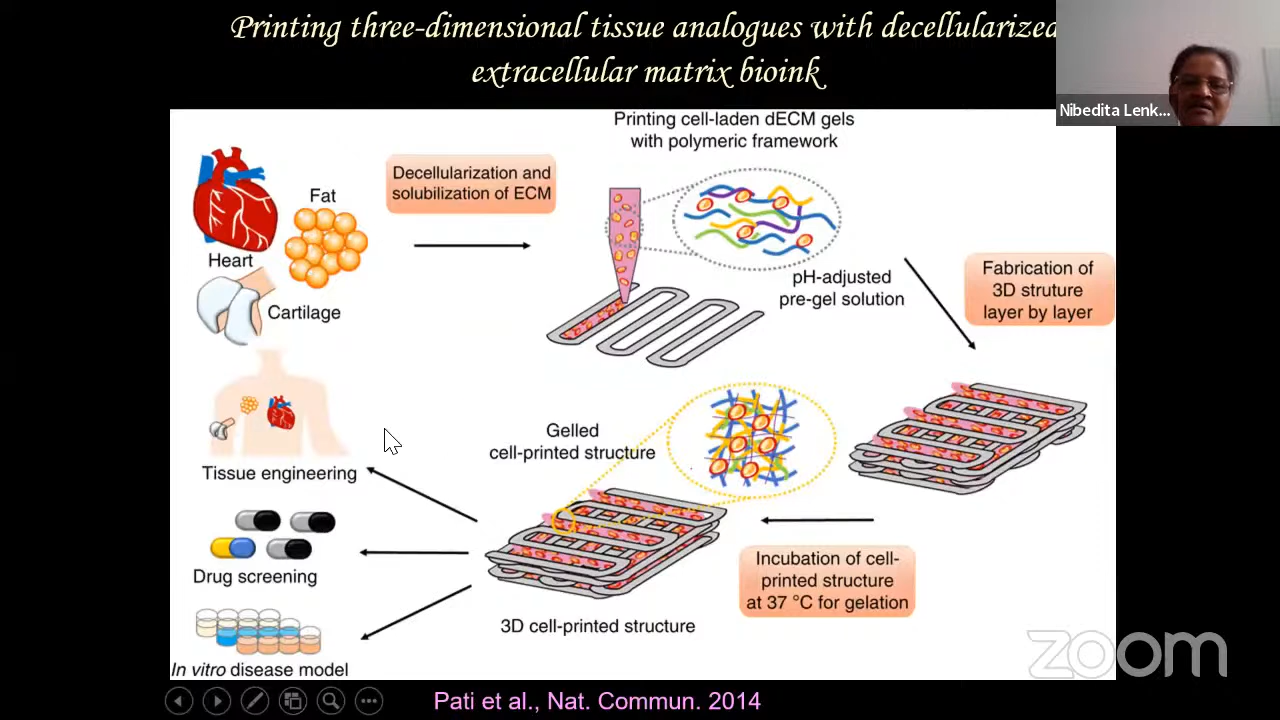 Printing three-dimensional tissue analogues with decellularized
extracellular matrix bioink
Nibedita Lenk...
Printing cell-laden dECM gels
with polymeric framework
Decellularization and
solubilization of ECM
Fat
Heart
Cartilage
pH-adjusted
pre-gel solution
Fabrication of
3D struture
layer by layer
Gelled
cell-printed structure
Tissue engineering
Incubation of cell-
printed structure
at 37 °C for gelation
Drug screening
3D cell-printed structure
In vitro disease model
zoom
Pati et al., Nat. Commun. 2014